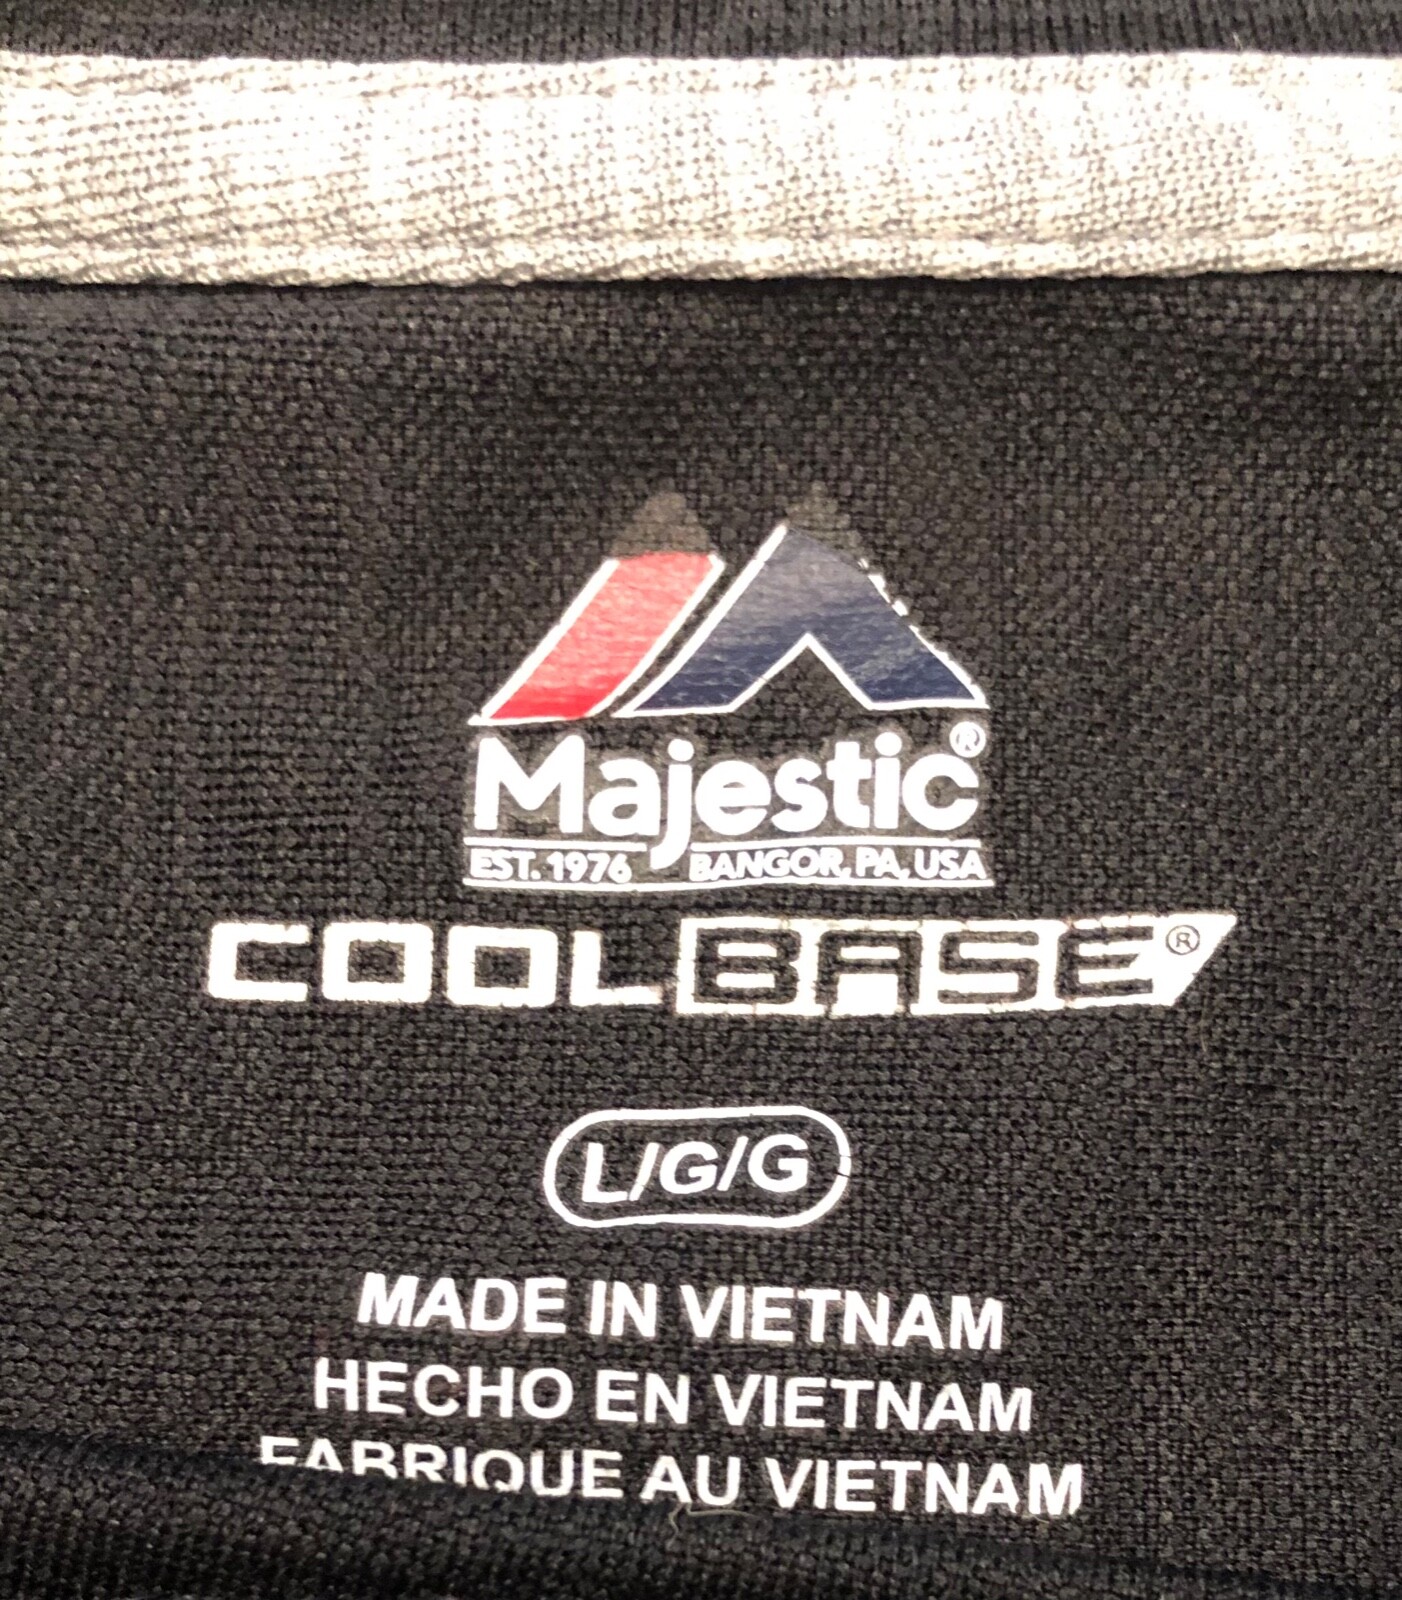 Majestic®
EST. 1976 BANGOR, PA, USA
COOLBASE®
L/G/G
MADE IN VIETNAM
HECHO EN VIETNAM
FABRIQUE AU VIETNAM